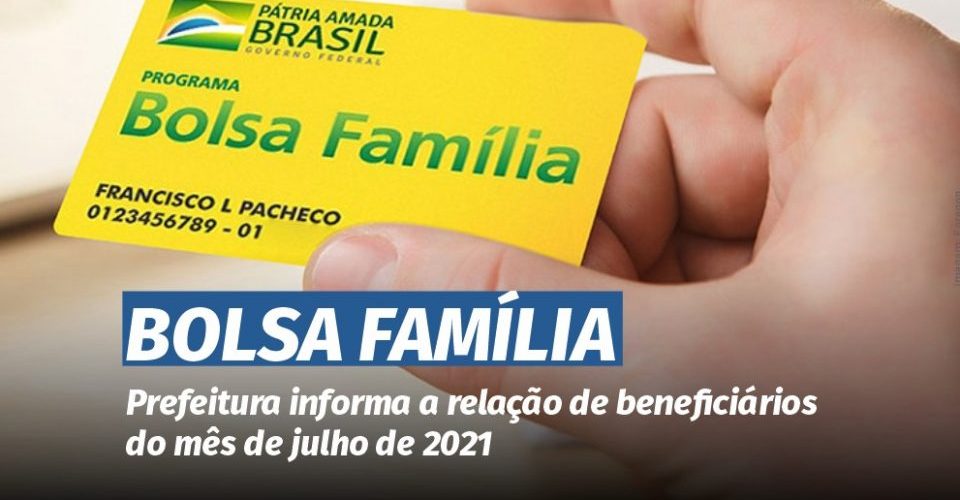 PÁTRIA AMADA
BRASIL
GOVERNO FEDERAL
PROGRAMA
Bolsa Família
FRANCISCO L PACHECO
0123456789 - 01
BOLSA FAMÍLIA
Prefeitura informa a relação de beneficiários
do mês de julho de 2021